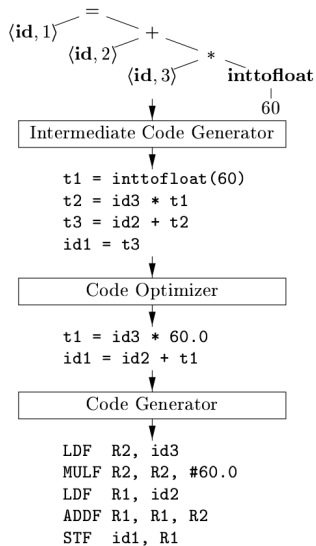 =
⟨id, 1⟩
+
⟨id, 2⟩
*
⟨id, 3⟩ inttofloat
60
Intermediate Code Generator
t1 = inttofloat(60)
t2 = id3 * t1
t3 = id2 + t2
id1 = t3
Code Optimizer
t1 = id3 * 60.0
id1 = id2 + t1
Code Generator
LDF R2, id3
MULF R2, R2, #60.0
LDF R1, id2
ADDF R1, R1, R2
STF id1, R1